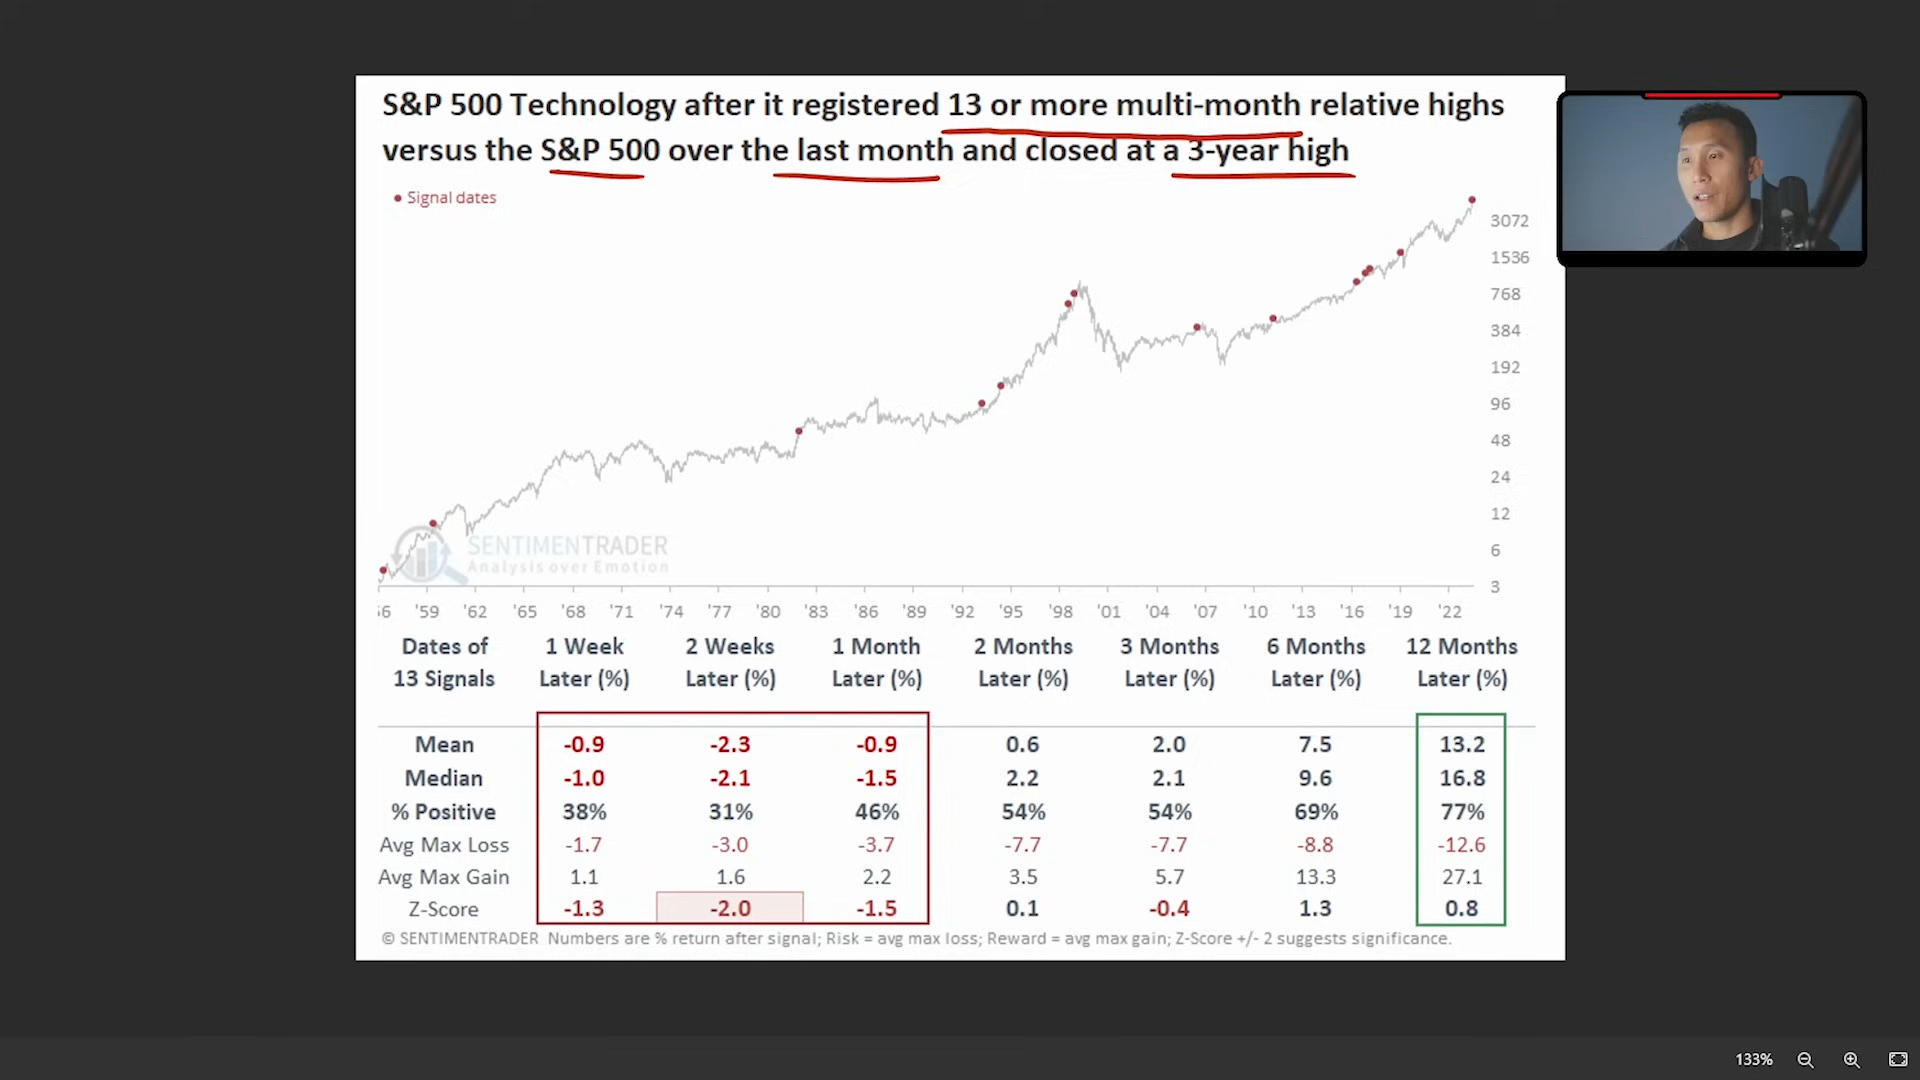 S&P 500 Technology after it registered 13 or more multi-month relative highs
versus the S&P 500 over the last month and closed at a 3-year high
Signal dates
3072
1536
768
384
192
96
48
24
12
6
3
SENTIMENTRADER
Analysis over Emotion
56 '59 '62 '65 '68 '71 '74 '77 '80 '83 '86 '89 '92 '95 '98 '01 '04 '07 '10 '13 '16 '19 '22
Dates of 1 Week 2 Weeks 1 Month 2 Months 3 Months 6 Months 12 Months
13 Signals Later (%) Later (%) Later (%) Later (%) Later (%) Later (%) Later (%)
Mean -0.9 -2.3 -0.9 0.6 2.0 7.5 13.2
Median -1.0 -2.1 -1.5 2.2 2.1 9.6 16.8
% Positive 38% 31% 46% 54% 54% 69% 77%
Avg Max Loss -1.7 -3.0 -3.7 -7.7 -7.7 -8.8 -12.6
Avg Max Gain 1.1 1.6 2.2 3.5 5.7 13.3 27.1
Z-Score -1.3 -2.0 -1.5 0.1 -0.4 1.3 0.8
© SENTIMENTRADER Numbers are % return after signal; Risk = avg max loss; Reward = avg max gain; Z-Score +/- 2 suggests significance.
133%